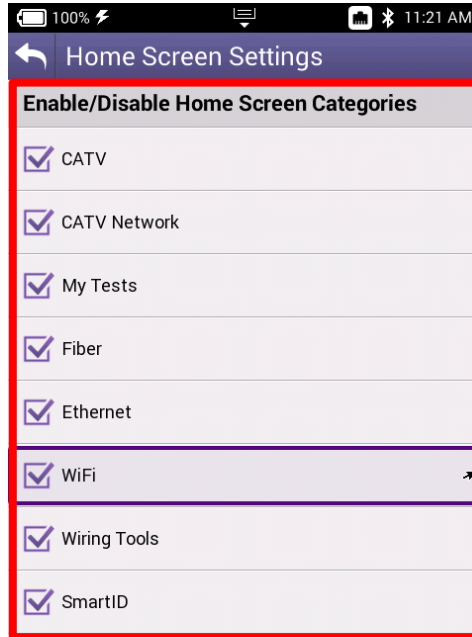 100% 11:21 AM
Home Screen Settings
Enable/Disable Home Screen Categories
CATV
CATV Network
My Tests
Fiber
Ethernet
WiFi
Wiring Tools
SmartID